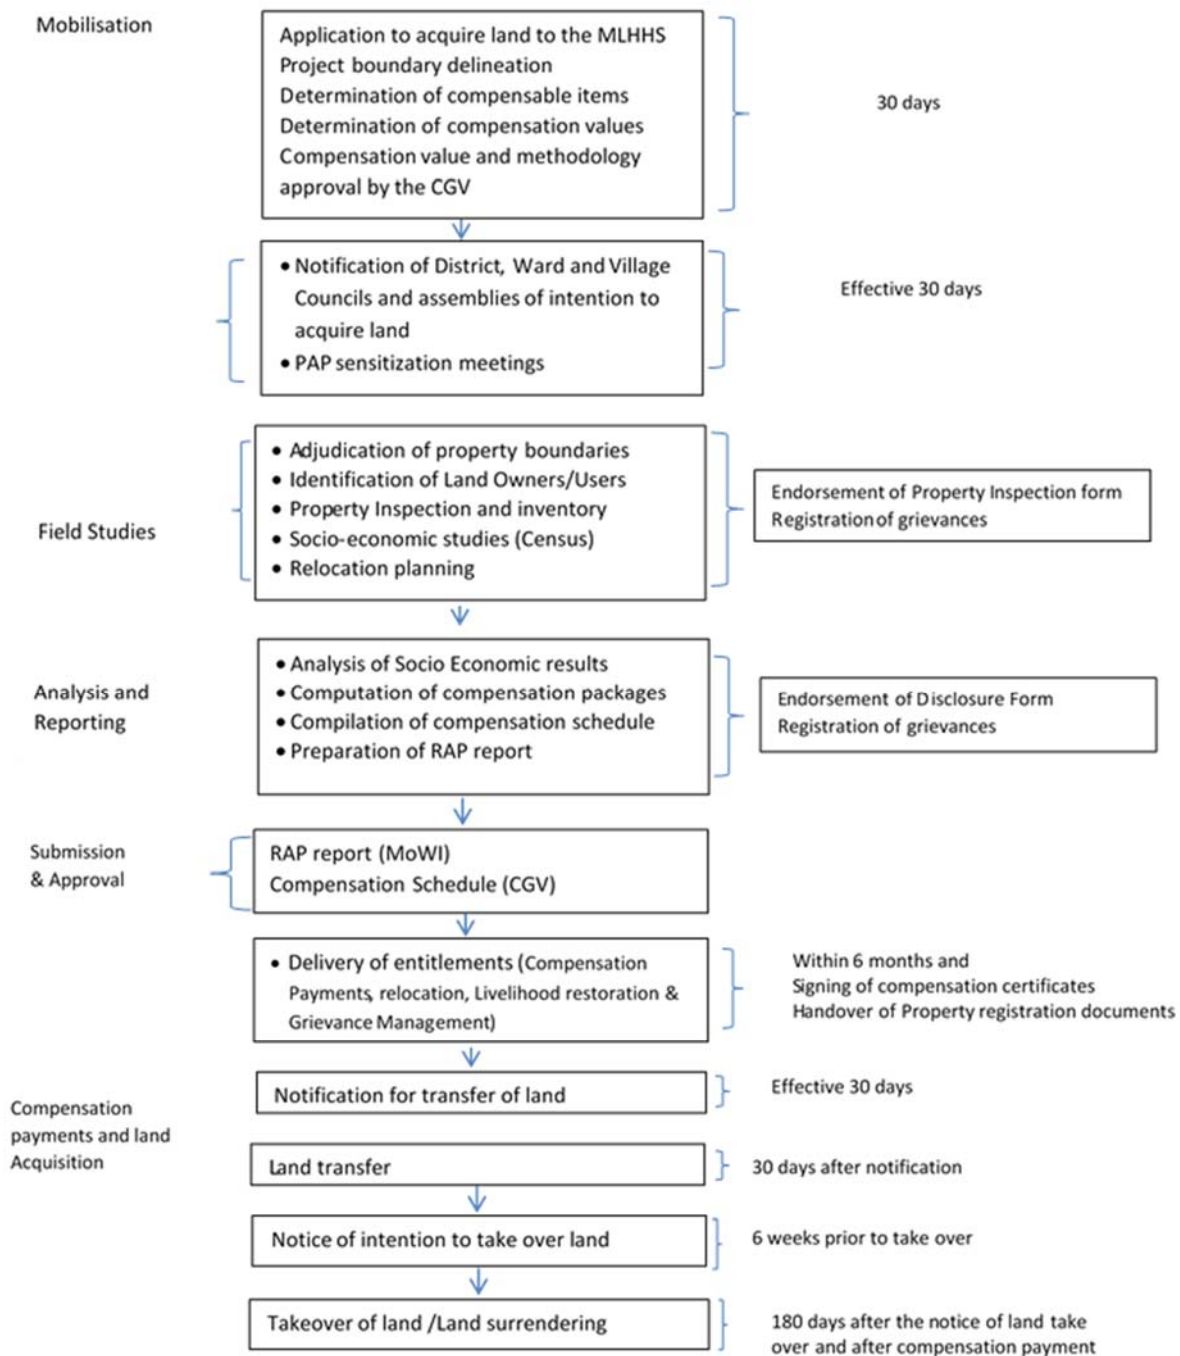 Mobilisation
Application to acquire land to the MLHHS
Project boundary delineation
Determination of compensable items
Determination of compensation values
Compensation value and methodology
approval by the CGV
30 days
• Notification of District, Ward and Village
Councils and assemblies of intention to
acquire land
• PAP sensitization meetings
Effective 30 days
Field Studies
• Adjudication of property boundaries
• Identification of Land Owners/Users
• Property Inspection and inventory
• Socio-economic studies (Census)
• Relocation planning
Endorsement of Property Inspection form
Registration of grievances
Analysis and
Reporting
• Analysis of Socio Economic results
• Computation of compensation packages
• Compilation of compensation schedule
• Preparation of RAP report
Endorsement of Disclosure Form
Registration of grievances
Submission
& Approval
RAP report (MoWI)
Compensation Schedule (CGV)
• Delivery of entitlements (Compensation
Payments, relocation, Livelihood restoration &
Grievance Management)
Within 6 months and
Signing of compensation certificates
Handover of Property registration documents
Compensation
payments and land
Acquisition
Notification for transfer of land
Effective 30 days
Land transfer
30 days after notification
Notice of intention to take over land
6 weeks prior to take over
Takeover of land /Land surrendering
180 days after the notice of land take
over and after compensation payment